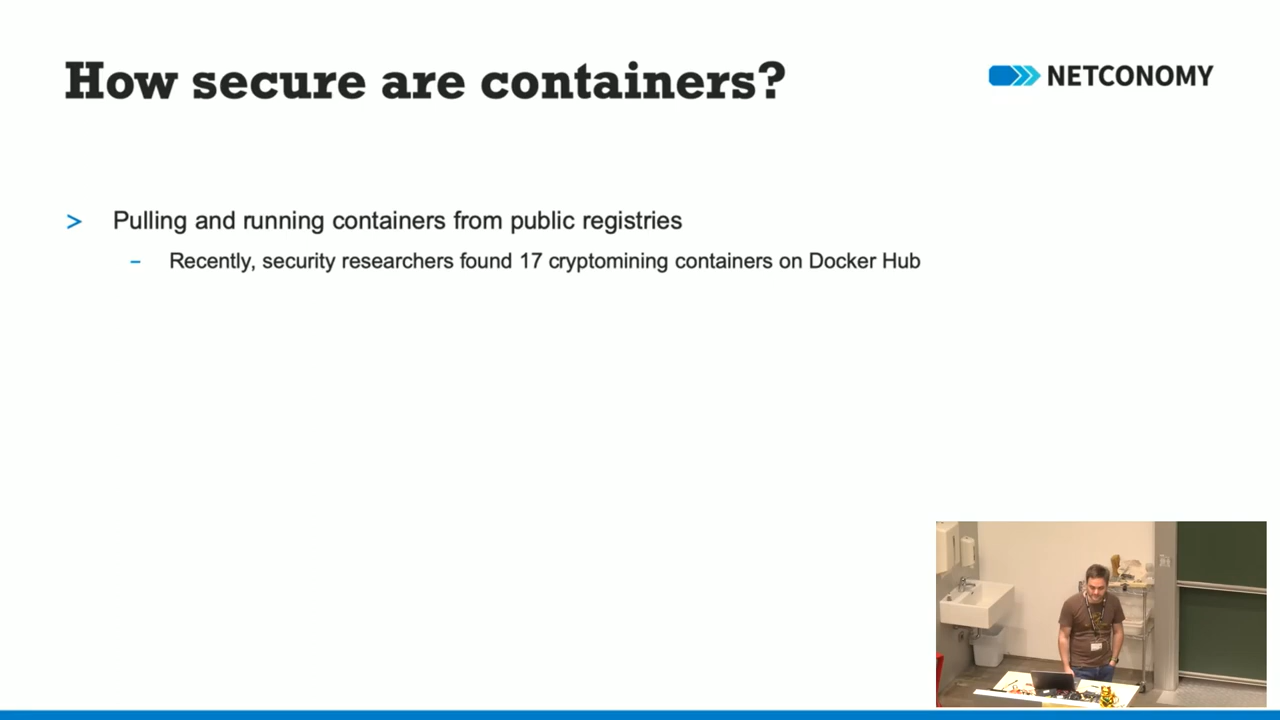 How secure are containers?
NETCONOMY
> Pulling and running containers from public registries
– Recently, security researchers found 17 cryptomining containers on Docker Hub